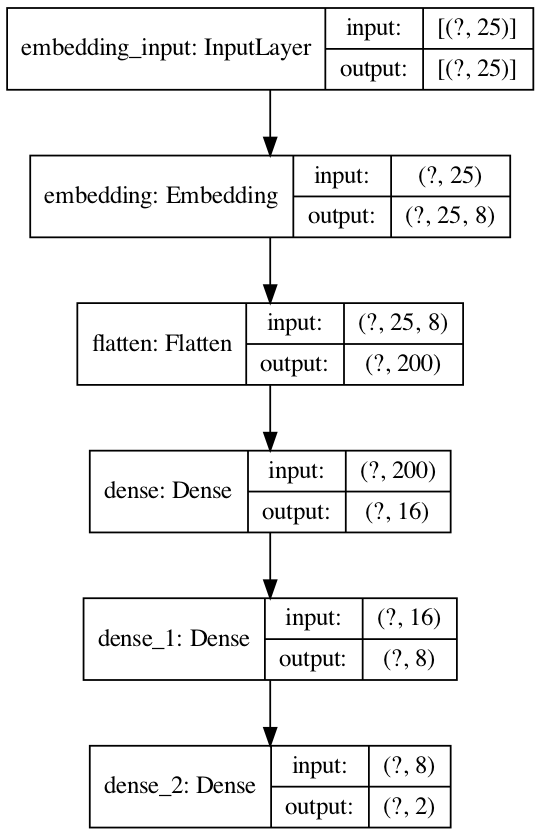 embedding_input: InputLayer
input: [(?, 25)]
output: [(?, 25)]
embedding: Embedding
input: (?, 25)
output: (?, 25, 8)
flatten: Flatten
input: (?, 25, 8)
output: (?, 200)
dense: Dense
input: (?, 200)
output: (?, 16)
dense_1: Dense
input: (?, 16)
output: (?, 8)
dense_2: Dense
input: (?, 8)
output: (?, 2)